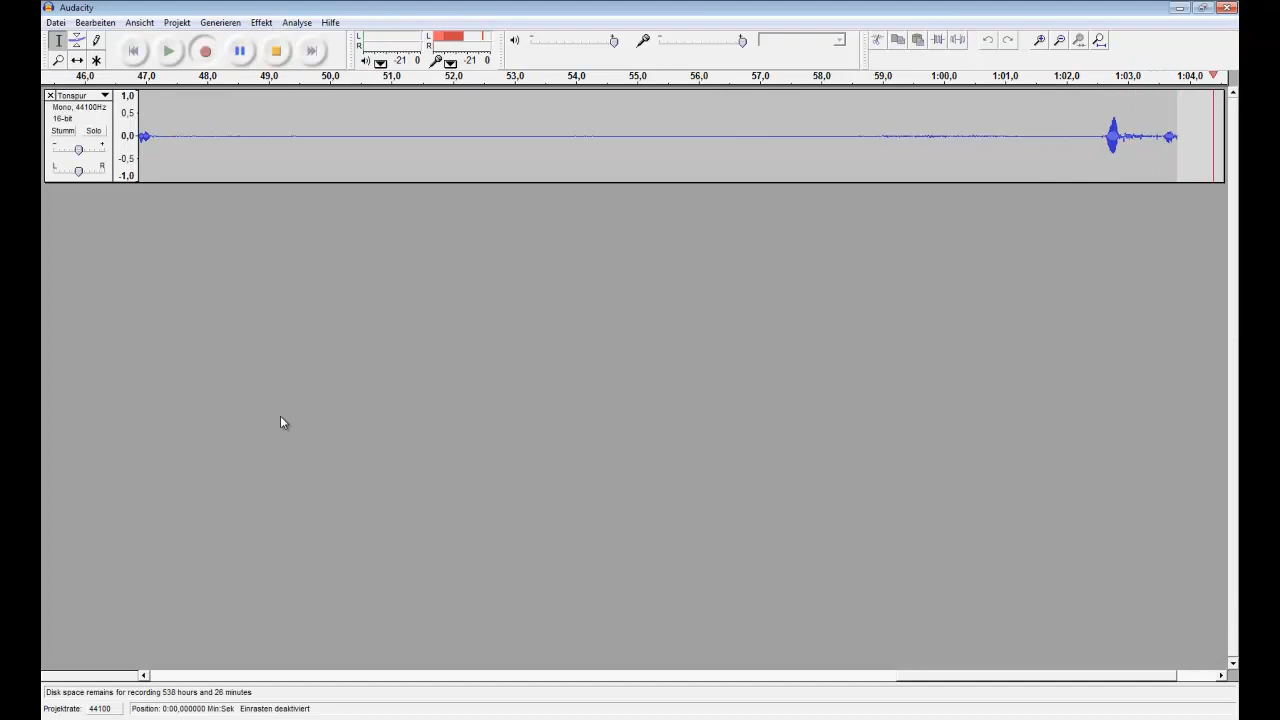 Audacity
Datei Bearbeiten Ansicht Projekt Generieren Effekt Analyse Hilfe
L
R
-21 0
L
R
-21 0
46,0 47,0 48,0 49,0 50,0 51,0 52,0 53,0 54,0 55,0 56,0 57,0 58,0 59,0 1:00,0 1:01,0 1:02,0 1:03,0 1:04,0
Tonspur
Mono, 44100Hz
16-bit
Stumm Solo
- +
L R
1,0
0,5
0,0
-0,5
-1,0
Disk space remains for recording 538 hours and 26 minutes
Projektrate: 44100 Position: 0:00,000000 Min:Sek Einrasten deaktiviert